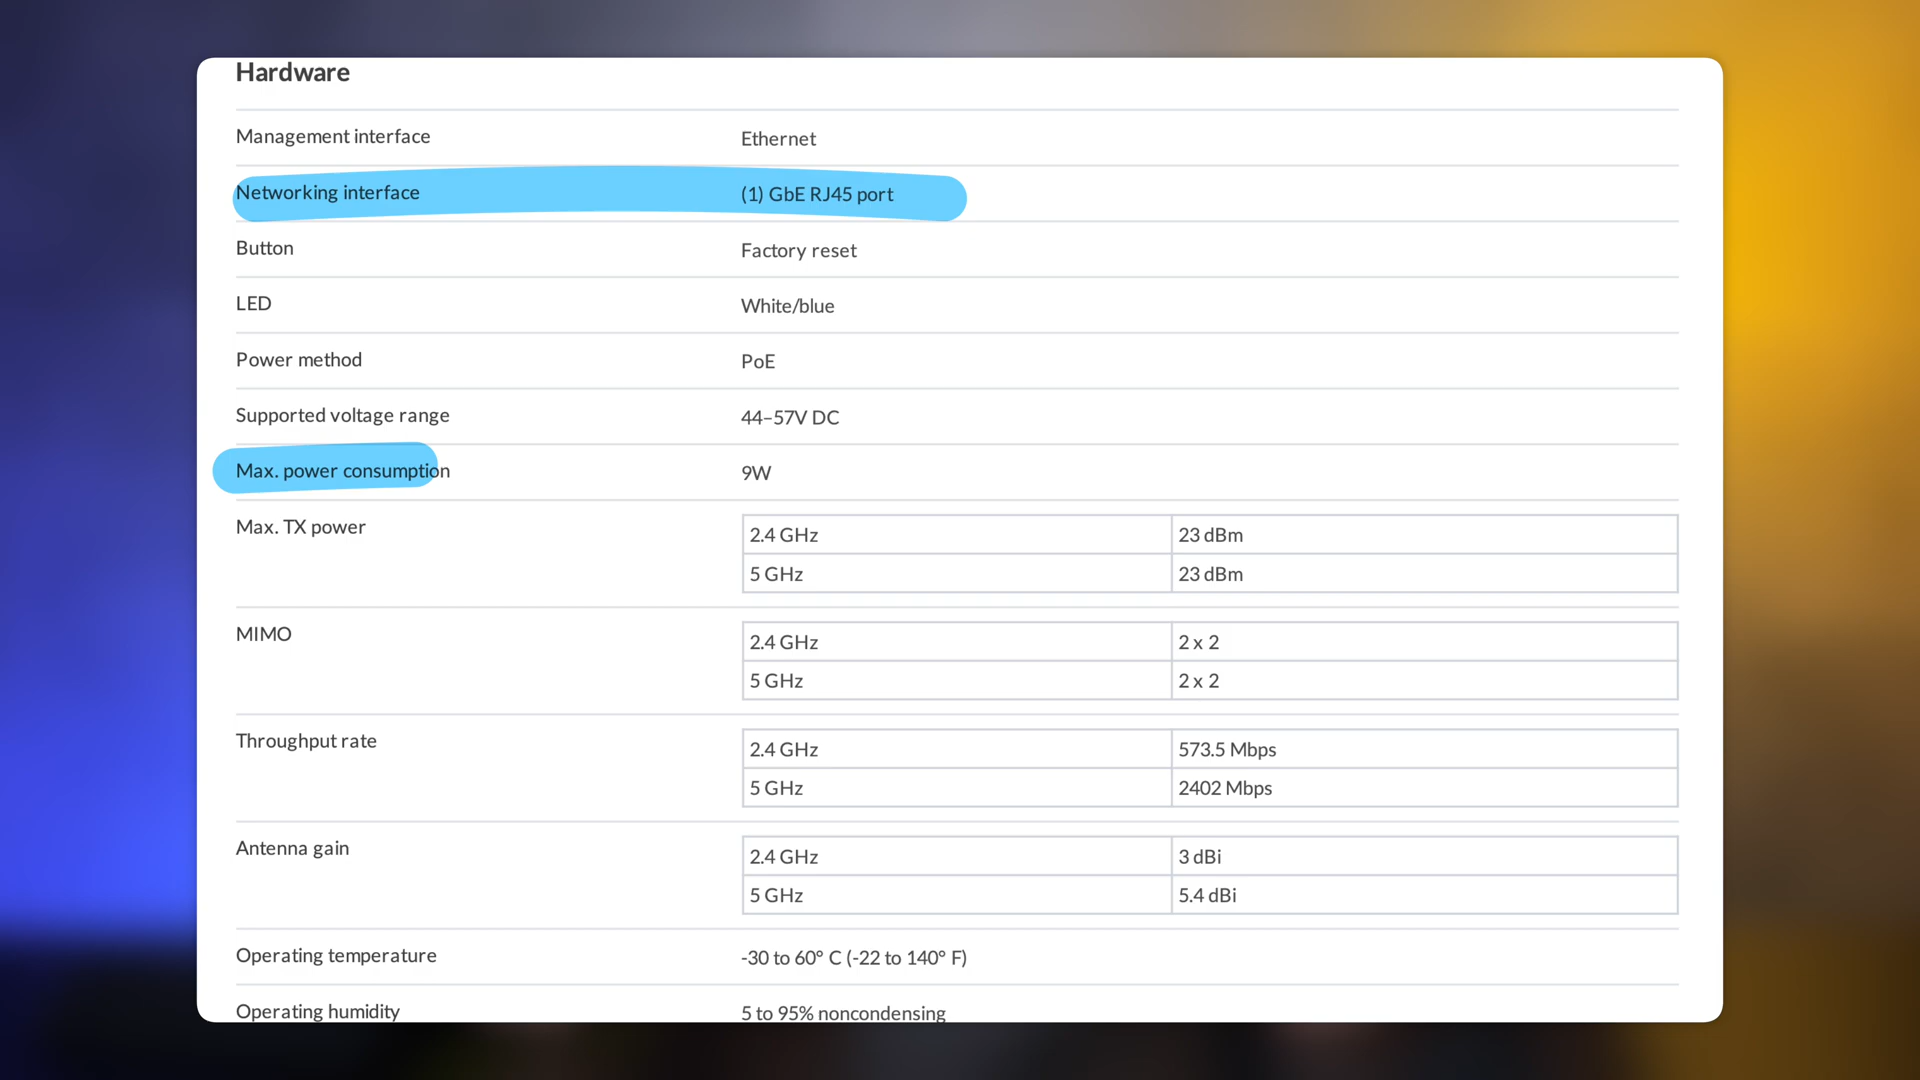 Hardware
Management interface Ethernet
Networking interface (1) GbE RJ45 port
Button Factory reset
LED White/blue
Power method PoE
Supported voltage range 44–57V DC
Max. power consumption 9W
Max. TX power 2.4 GHz 23 dBm
5 GHz 23 dBm
MIMO 2.4 GHz 2 x 2
5 GHz 2 x 2
Throughput rate 2.4 GHz 573.5 Mbps
5 GHz 2402 Mbps
Antenna gain 2.4 GHz 3 dBi
5 GHz 5.4 dBi
Operating temperature -30 to 60° C (-22 to 140° F)
Operating humidity 5 to 95% noncondensing